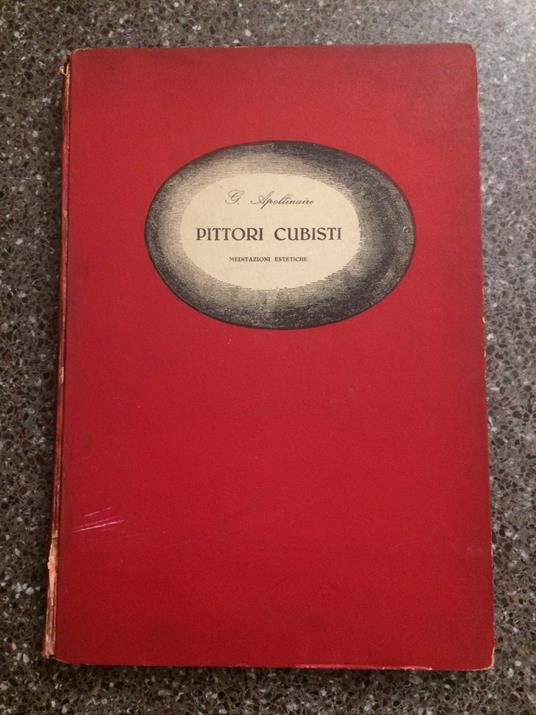 G. Apollinaire
PITTORI CUBISTI
MEDITAZIONI ESTETICHE